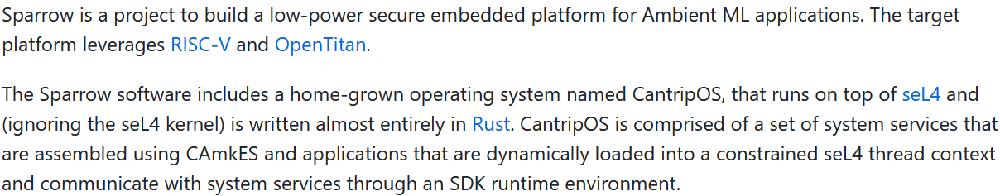 Sparrow is a project to build a low-power secure embedded platform for Ambient ML applications. The target
platform leverages RISC-V and OpenTitan.
The Sparrow software includes a home-grown operating system named CantripOS, that runs on top of seL4 and
(ignoring the seL4 kernel) is written almost entirely in Rust. CantripOS is comprised of a set of system services that
are assembled using CAmkES and applications that are dynamically loaded into a constrained seL4 thread context
and communicate with system services through an SDK runtime environment.